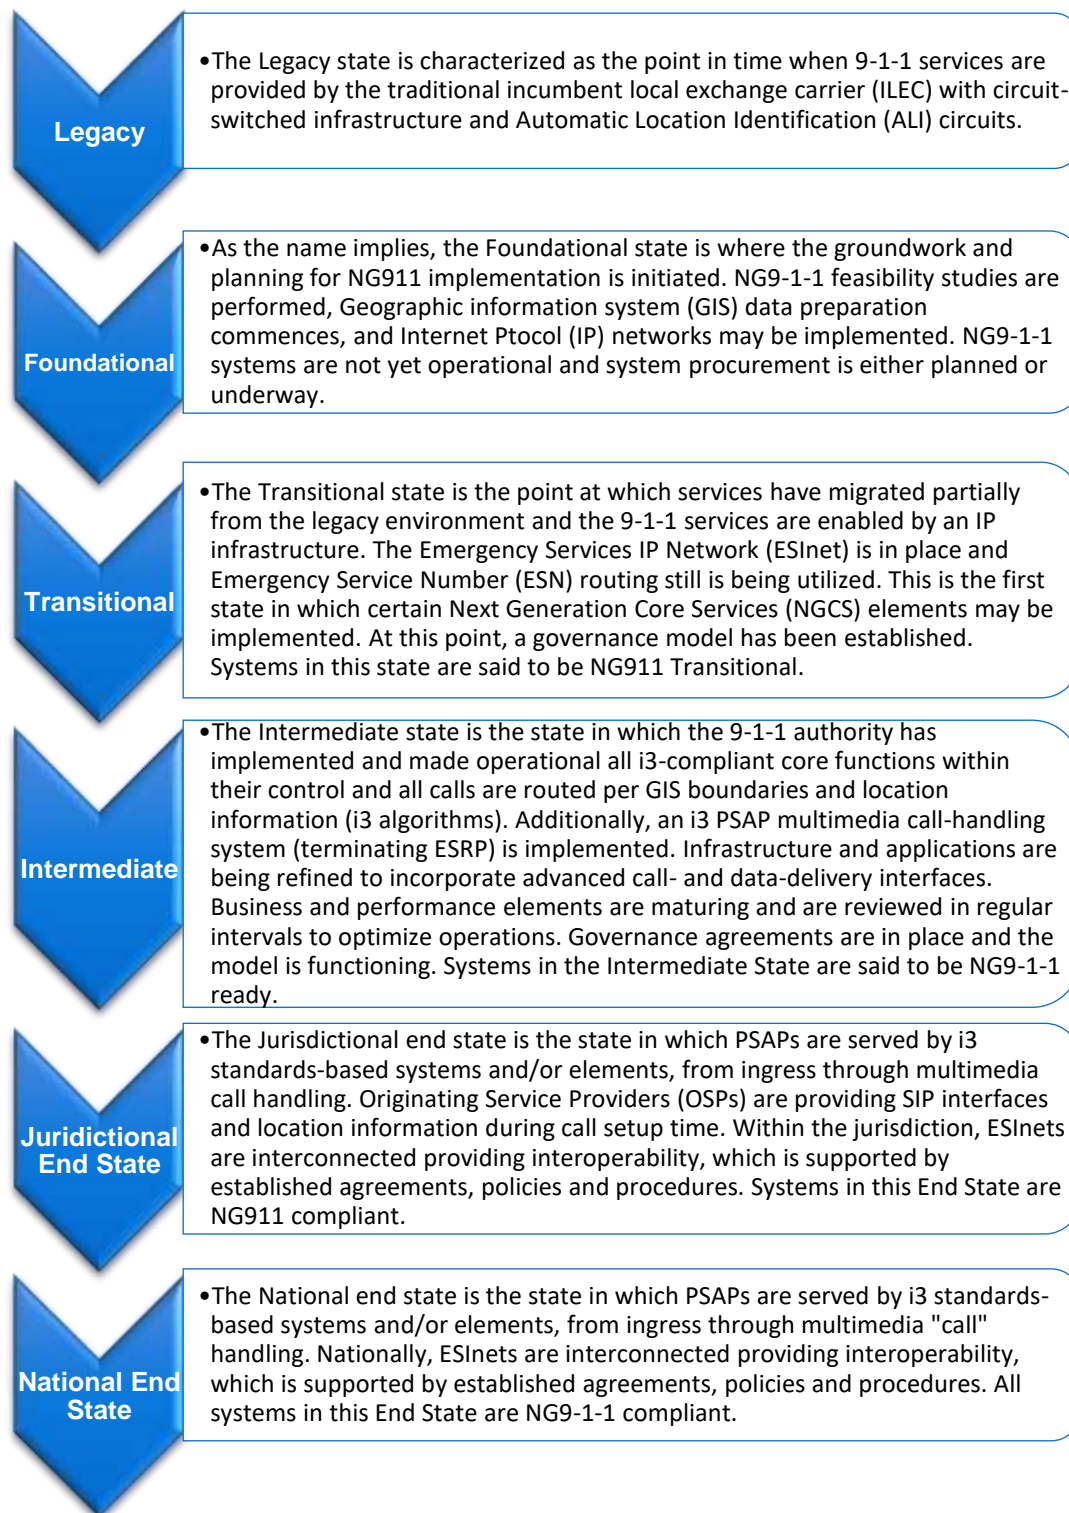 Legacy
•The Legacy state is characterized as the point in time when 9-1-1 services are
provided by the traditional incumbent local exchange carrier (ILEC) with circuit-
switched infrastructure and Automatic Location Identification (ALI) circuits.
Foundational
•As the name implies, the Foundational state is where the groundwork and
planning for NG911 implementation is initiated. NG9-1-1 feasibility studies are
performed, Geographic information system (GIS) data preparation
commences, and Internet Ptocol (IP) networks may be implemented. NG9-1-1
systems are not yet operational and system procurement is either planned or
underway.
Transitional
•The Transitional state is the point at which services have migrated partially
from the legacy environment and the 9-1-1 services are enabled by an IP
infrastructure. The Emergency Services IP Network (ESInet) is in place and
Emergency Service Number (ESN) routing still is being utilized. This is the first
state in which certain Next Generation Core Services (NGCS) elements may be
implemented. At this point, a governance model has been established.
Systems in this state are said to be NG911 Transitional.
Intermediate
•The Intermediate state is the state in which the 9-1-1 authority has
implemented and made operational all i3-compliant core functions within
their control and all calls are routed per GIS boundaries and location
information (i3 algorithms). Additionally, an i3 PSAP multimedia call-handling
system (terminating ESRP) is implemented. Infrastructure and applications are
being refined to incorporate advanced call- and data-delivery interfaces.
Business and performance elements are maturing and are reviewed in regular
intervals to optimize operations. Governance agreements are in place and the
model is functioning. Systems in the Intermediate State are said to be NG9-1-1
ready.
Juridictional
End State
•The Jurisdictional end state is the state in which PSAPs are served by i3
standards-based systems and/or elements, from ingress through multimedia
call handling. Originating Service Providers (OSPs) are providing SIP interfaces
and location information during call setup time. Within the jurisdiction, ESInets
are interconnected providing interoperability, which is supported by
established agreements, policies and procedures. Systems in this End State are
NG911 compliant.
National End
State
•The National end state is the state in which PSAPs are served by i3 standards-
based systems and/or elements, from ingress through multimedia "call"
handling. Nationally, ESInets are interconnected providing interoperability,
which is supported by established agreements, policies and procedures. All
systems in this End State are NG9-1-1 compliant.